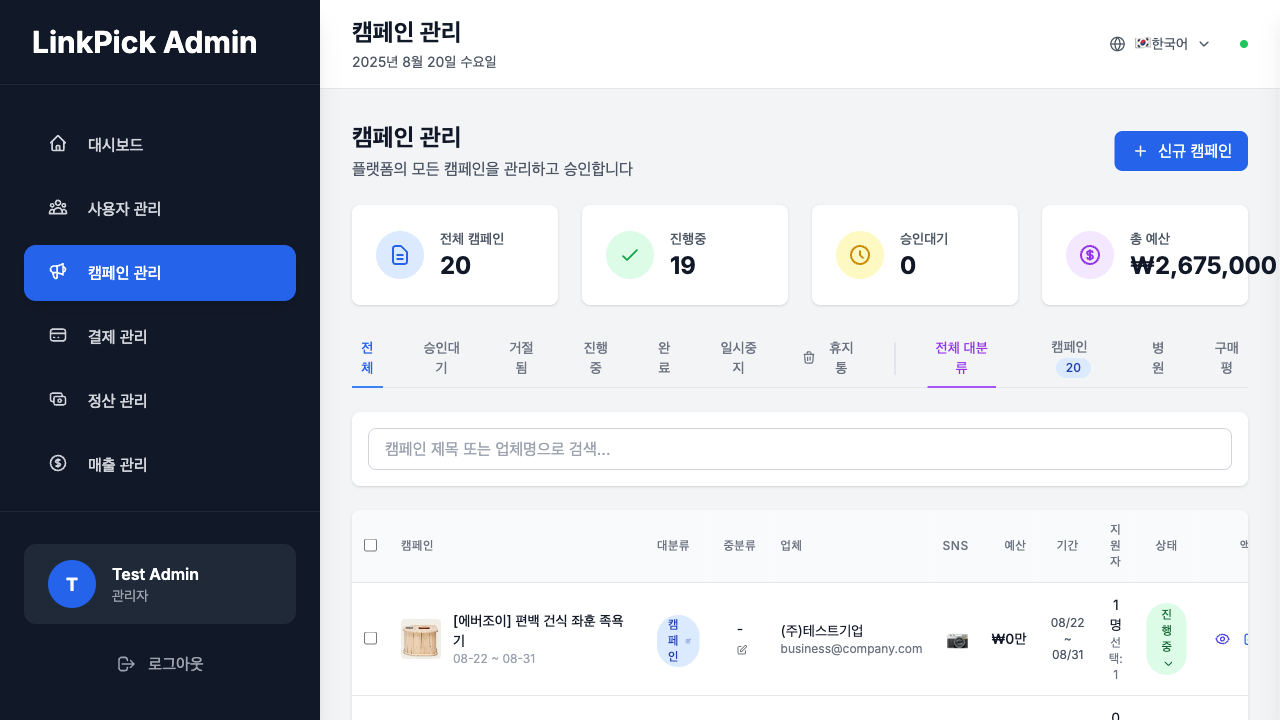 LinkPick Admin
대시보드
사용자 관리
캠페인 관리
결제 관리
정산 관리
매출 관리
T
Test Admin
관리자
로그아웃
캠페인 관리
2025년 8월 20일 수요일
🇰🇷한국어
캠페인 관리
플랫폼의 모든 캠페인을 관리하고 승인합니다
신규 캠페인
전체 캠페인
20
진행중
19
승인대기
0
총 예산
₩2,675,000
전
체
승인대
기
거절
됨
진행
중
완
료
일시중
지
휴지
통
전체 대분
류
캠페인
20
병
원
구매
평
캠페인 제목 또는 업체명으로 검색...
캠페인
대분류
중분류
업체
SNS
예산
기간
지
원
자
상태
[에버조이] 편백 건식 좌훈 족욕
기
08-22 ~ 08-31
캠
페
인
-
(주)테스트기업
business@company.com
₩0만
08/22
~
08/31
1
명
선
택:
1
진
행
중
0